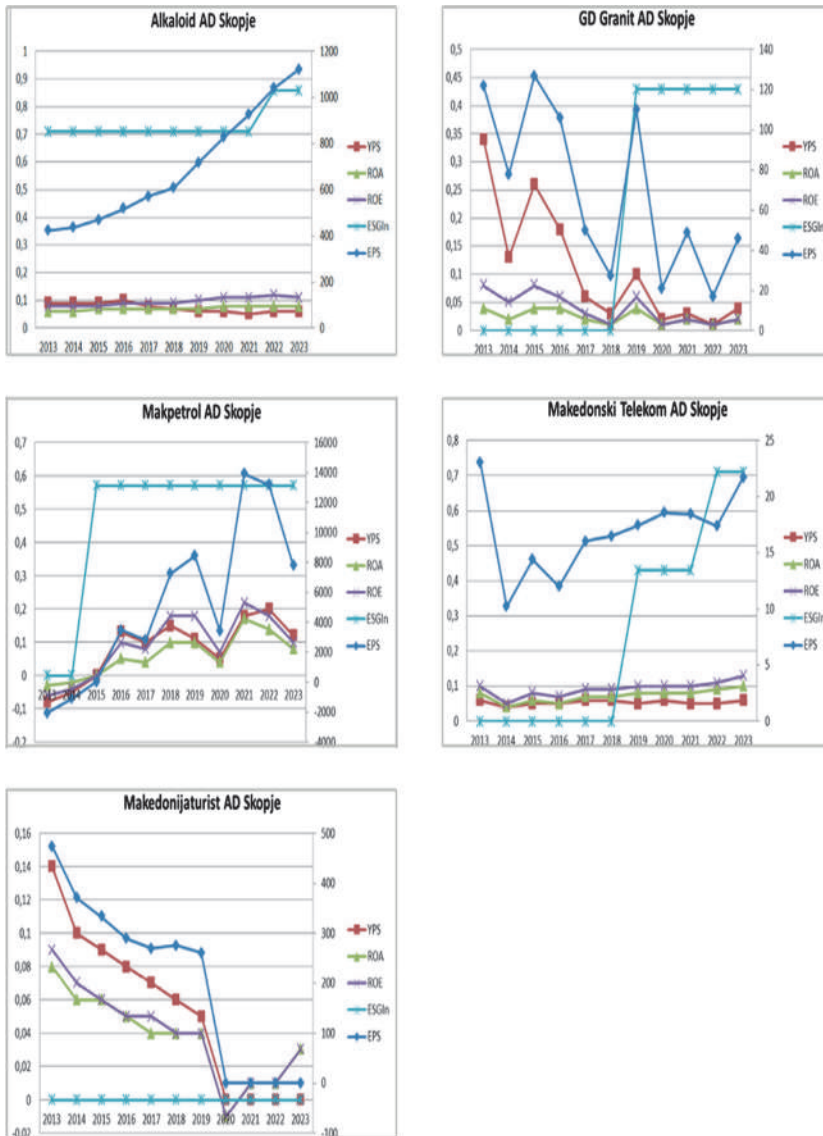 Alkaloid AD Skopje
1
0,9
0,8
0,7
0,6
0,5
0,4
0,3
0,2
0,1
0
1200
1000
800
600
400
200
0
2013 2014 2015 2016 2017 2018 2019 2020 2021 2022 2023
YPS
ROA
ROE
ESGIn
EPS
GD Granit AD Skopje
0,5
0,45
0,4
0,35
0,3
0,25
0,2
0,15
0,1
0,05
0
140
120
100
80
60
40
20
0
2013 2014 2015 2016 2017 2018 2019 2020 2021 2022 2023
YPS
ROA
ROE
ESGIn
EPS
Makpetrol AD Skopje
0,7
0,6
0,5
0,4
0,3
0,2
0,1
0
-0,1
-0,2
16000
14000
12000
10000
8000
6000
4000
2000
0
-2000
-4000
2013 2014 2015 2016 2017 2018 2019 2020 2021 2022 2023
YPS
ROA
ROE
ESGIn
EPS
Makedonski Telekom AD Skopje
0,8
0,7
0,6
0,5
0,4
0,3
0,2
0,1
0
25
20
15
10
5
0
2013 2014 2015 2016 2017 2018 2019 2020 2021 2022 2023
YPS
ROA
ROE
ESGIn
EPS
Makedonijaturist AD Skopje
0,16
0,14
0,12
0,1
0,08
0,06
0,04
0,02
0
-0,02
500
400
300
200
100
0
-100
2013 2014 2015 2016 2017 2018 2019 2020 2021 2022 2023
YPS
ROA
ROE
ESGIn
EPS